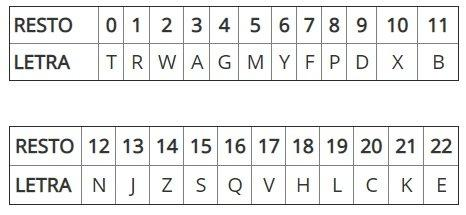 RESTO 0 1 2 3 4 5 6 7 8 9 10 11
LETRA T R W A G M Y F P D X B
RESTO 12 13 14 15 16 17 18 19 20 21 22
LETRA N J Z S Q V H L C K E